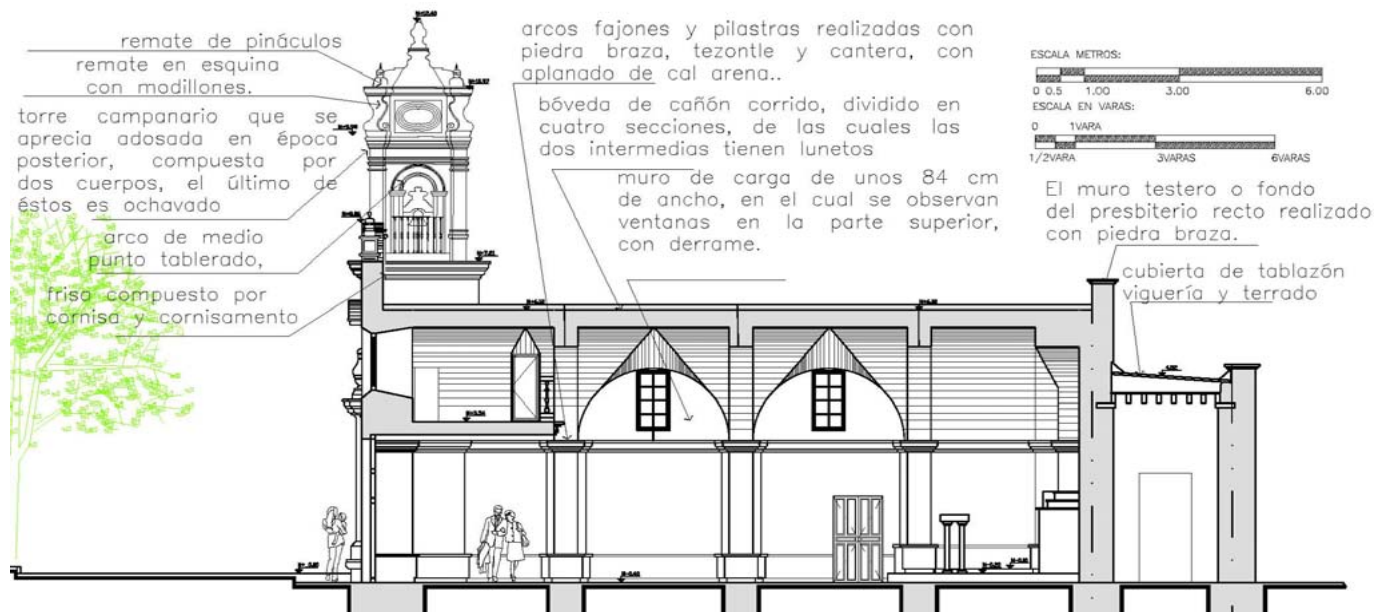 remate de pináculos
remate en esquina
con modillones.
torre campanario que se
aprecia adosada en época
posterior, compuesta por
dos cuerpos, el último de
éstos es ochavado
arco de medio
punto tablerado,
friso compuesto por
cornisa y cornisamento
arcos fajones y pilastras realizadas con
piedra braza, tezontle y cantera, con
aplanado de cal arena..
bóveda de cañón corrido, dividido en
cuatro secciones, de las cuales las
dos intermedias tienen lunetos
muro de carga de unos 84 cm
de ancho, en el cual se observan
ventanas en la parte superior,
con derrame.
ESCALA METROS:
0 0.5 1.00 3.00 6.00
ESCALA EN VARAS:
0 1VARA
1/2VARA 3VARAS 6VARAS
El muro testero o fondo
del presbiterio recto realizado
con piedra braza.
cubierta de tablazón
viguería y terrado